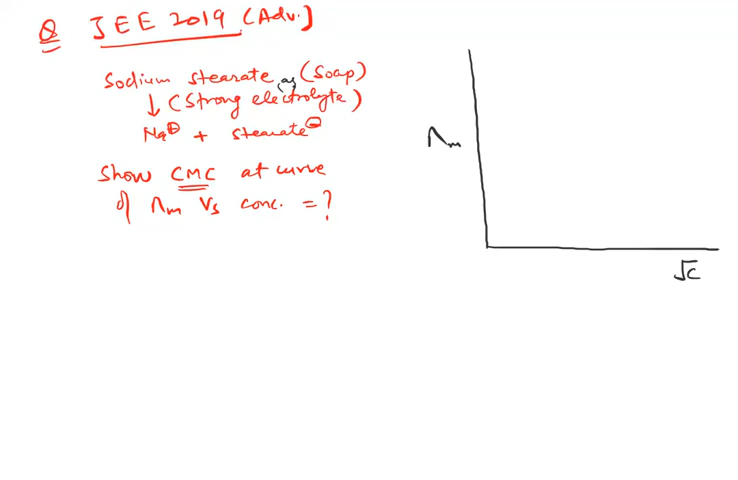 Q JEE 2019 (Adv.)
Sodium stearate (aq) (Soap)
↓ (Strong electrolyte)
Na⊕ + stearate⊖
Show CMC at curve
of Λm Vs conc. = ?
Λm
√c